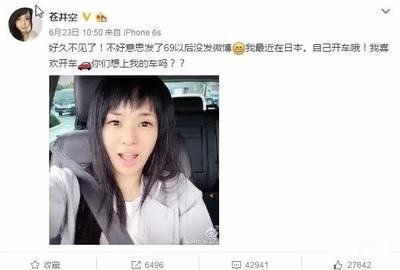 苍井空
6月23日 10:50 来自 iPhone 6s
好久不见了！不好意思发了69以后没发微博😁我最近在日本。自己开车哦！我喜
欢开车🚗你们想上我的车吗？？
收藏
6496
42941
27642